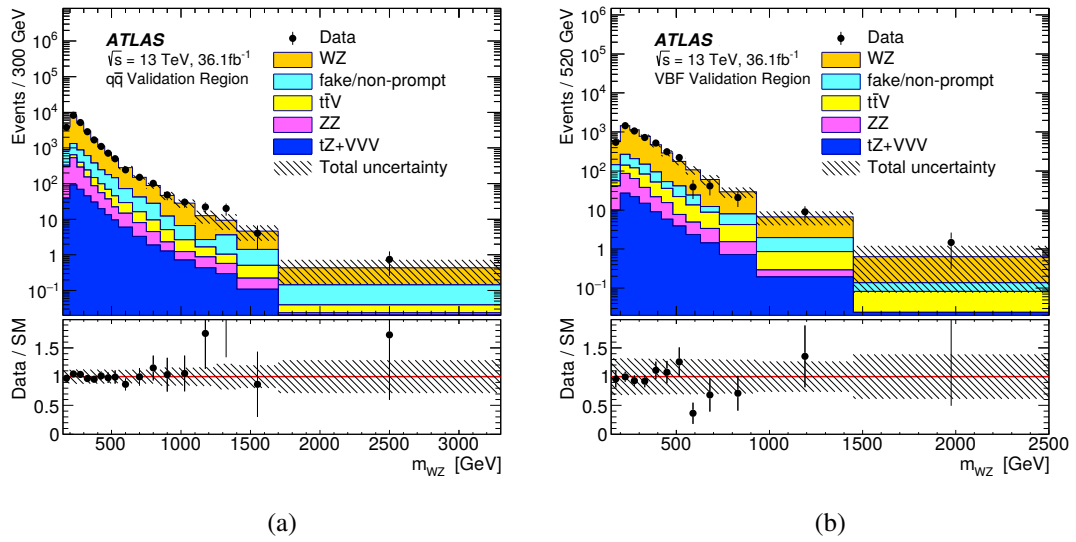 Events / 300 GeV
10⁶
10⁵
10⁴
10³
10²
10
1
10⁻¹
ATLAS
√s = 13 TeV, 36.1fb⁻¹
qq̅ Validation Region
Data
WZ
fake/non-prompt
tt̅V
ZZ
tZ+VVV
Total uncertainty
Data / SM
1.5
1
0.5
0
500 1000 1500 2000 2500 3000
m_WZ [GeV]
(a)
Events / 520 GeV
10⁶
10⁵
10⁴
10³
10²
10
1
10⁻¹
ATLAS
√s = 13 TeV, 36.1fb⁻¹
VBF Validation Region
Data
WZ
fake/non-prompt
tt̅V
ZZ
tZ+VVV
Total uncertainty
Data / SM
1.5
1
0.5
0
500 1000 1500 2000 2500
m_WZ [GeV]
(b)